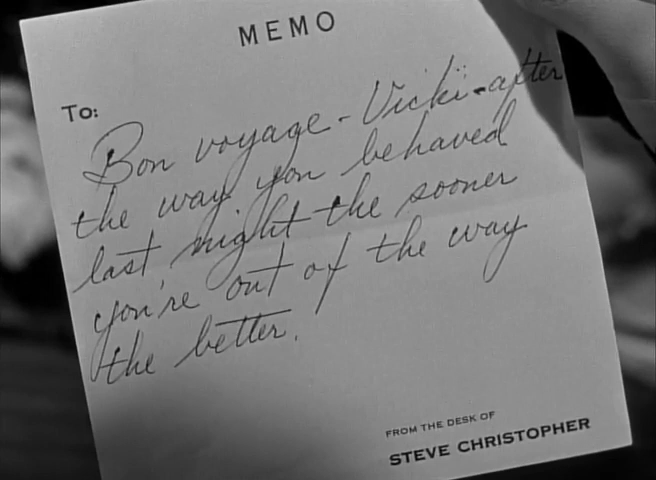 MEMO
To:
Bon voyage - Vicki - after
the way you behaved
last night the sooner
you're out of the way
the better.
FROM THE DESK OF
STEVE CHRISTOPHER